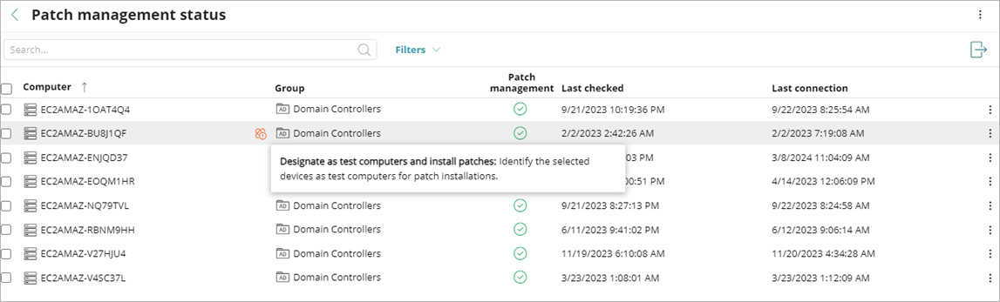 Patch management status
Search...
Filters
Computer ↑ Group Patch management Last checked Last connection
EC2AMAZ-1OAT4Q4 AD Domain Controllers 9/21/2023 10:19:36 PM 9/22/2023 8:25:54 AM
EC2AMAZ-BU8J1QF AD Domain Controllers 2/2/2023 2:42:26 AM 2/2/2023 7:19:08 AM
EC2AMAZ-ENJQD37 :03 PM 3/8/2024 11:04:09 AM
Designate as test computers and install patches: Identify the selected
devices as test computers for patch installations.
EC2AMAZ-EOQM1HR :00:51 PM 4/14/2023 12:06:09 PM
EC2AMAZ-NQ79TVL AD Domain Controllers 9/21/2023 8:27:13 PM 9/22/2023 8:24:58 AM
EC2AMAZ-RBNM9HH AD Domain Controllers 6/11/2023 9:41:02 PM 6/12/2023 9:06:14 AM
EC2AMAZ-V27HJU4 AD Domain Controllers 11/19/2023 6:10:08 AM 11/20/2023 4:34:28 AM
EC2AMAZ-V4SC37L AD Domain Controllers 3/23/2023 1:08:01 AM 3/23/2023 1:12:09 AM